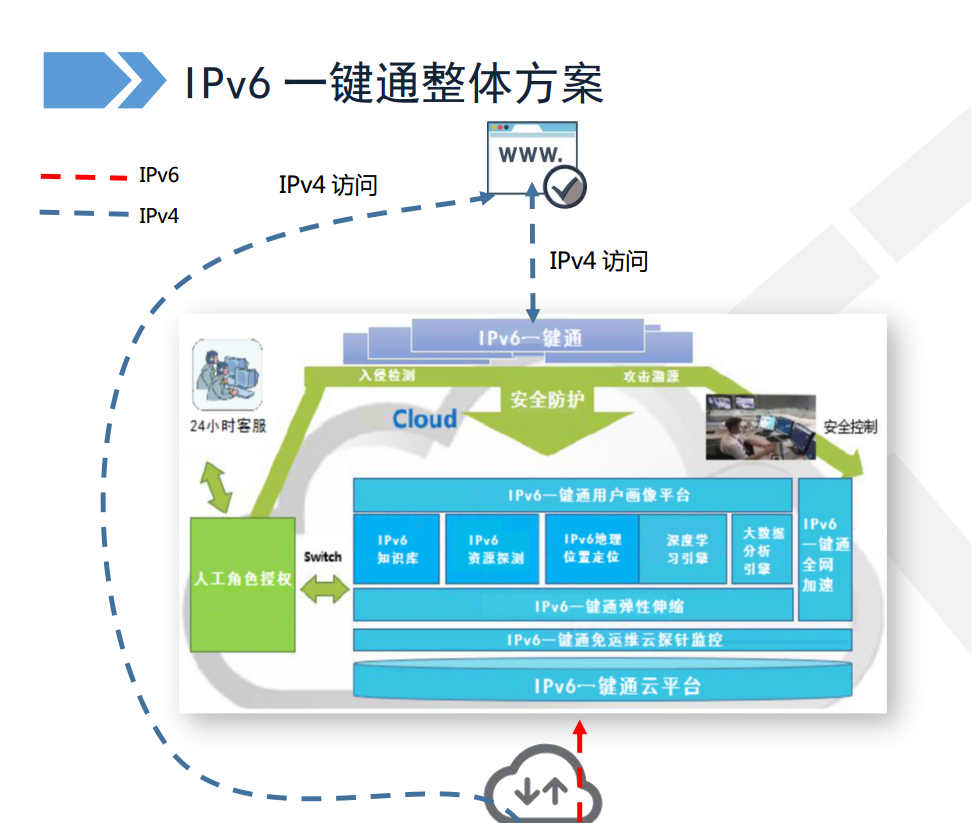 IPv6 一键通整体方案
www.
IPv6
IPv4
IPv4 访问
IPv4 访问
IPv6一键通
入侵检测
攻击溯源
安全防护
Cloud
24小时客服
安全控制
IPv6一键通用户画像平台
IPv6
知识库
IPv6
资源探测
IPv6地理
位置定位
深度学
习引擎
大数据
分析
引擎
IPv6
一键通
全网
加速
Switch
人工角色授权
IPv6一键通弹性伸缩
IPv6一键通免运维云探针监控
IPv6一键通云平台